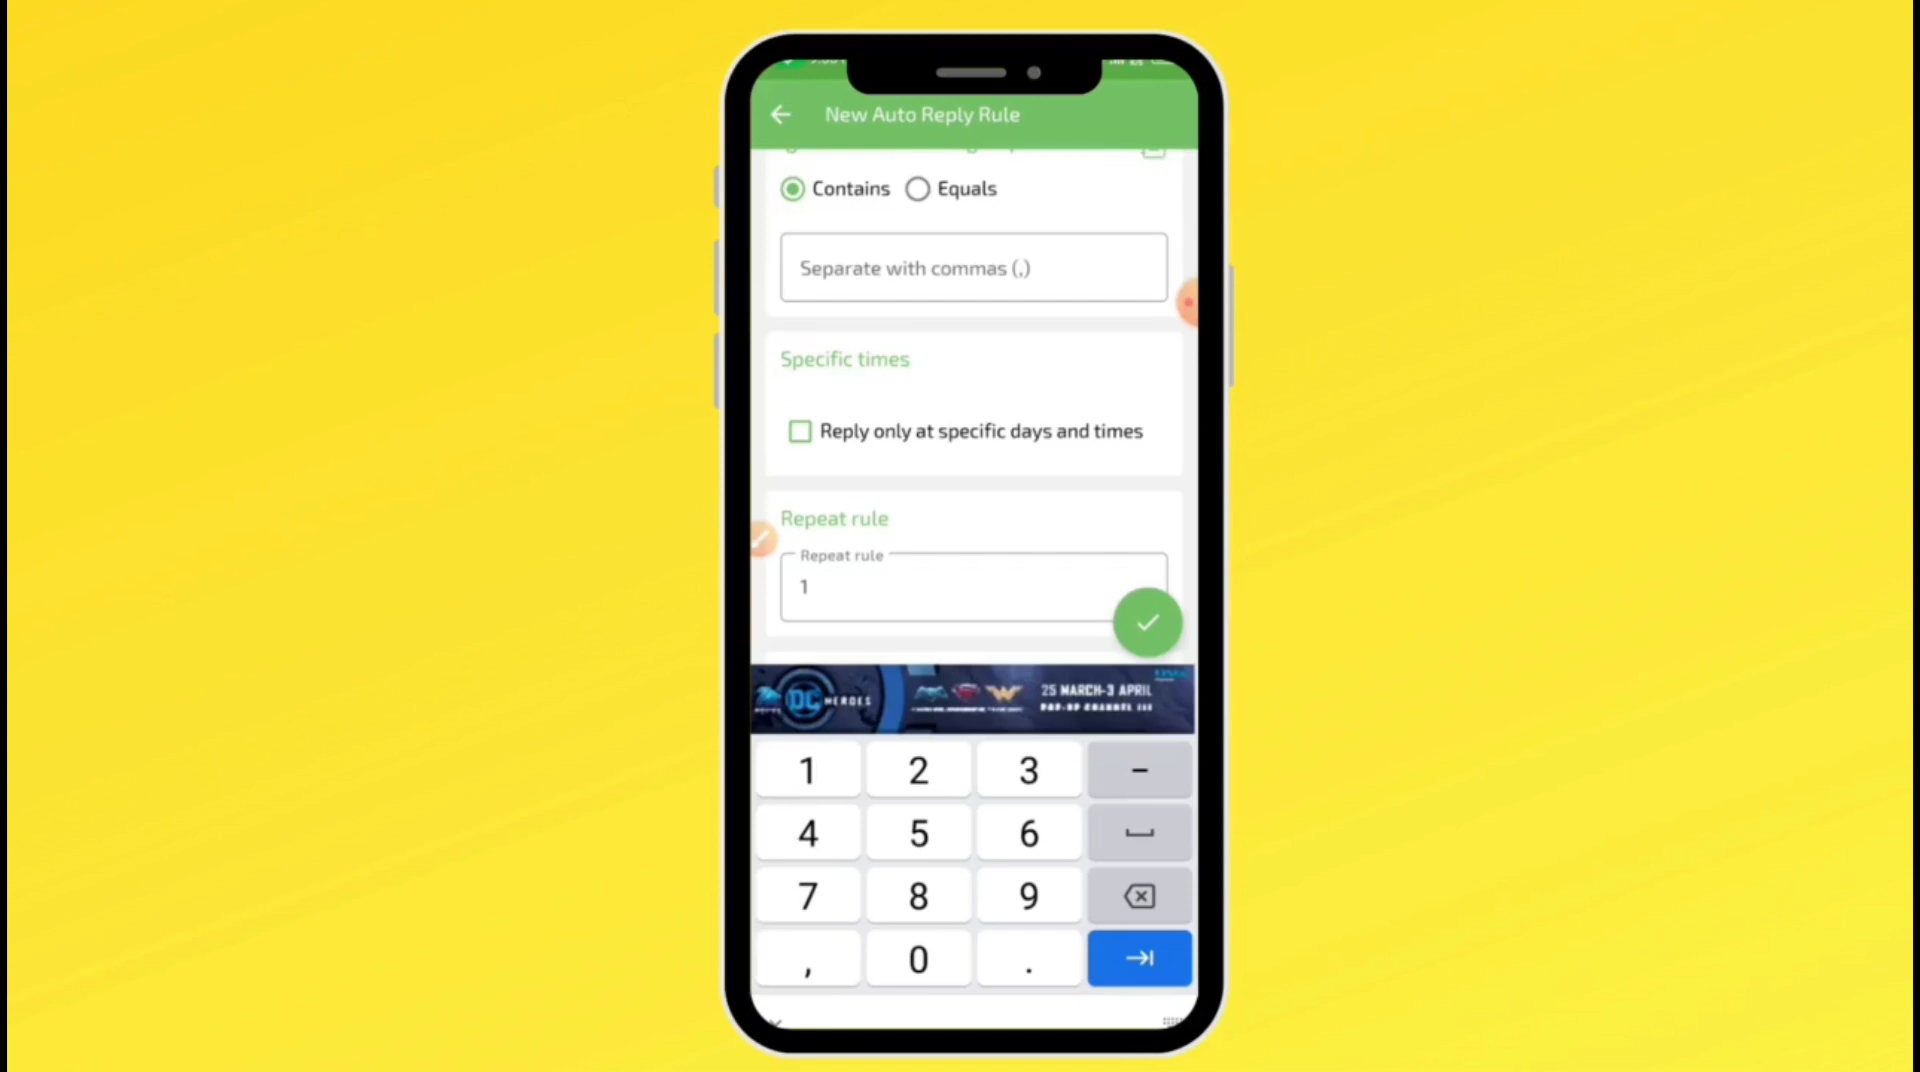 New Auto Reply Rule
Contains Equals
Separate with commas (,)
Specific times
Reply only at specific days and times
Repeat rule
Repeat rule
1
DC HEROES
25 MARCH-3 APRIL
1 2 3 -
4 5 6
7 8 9
, 0 .